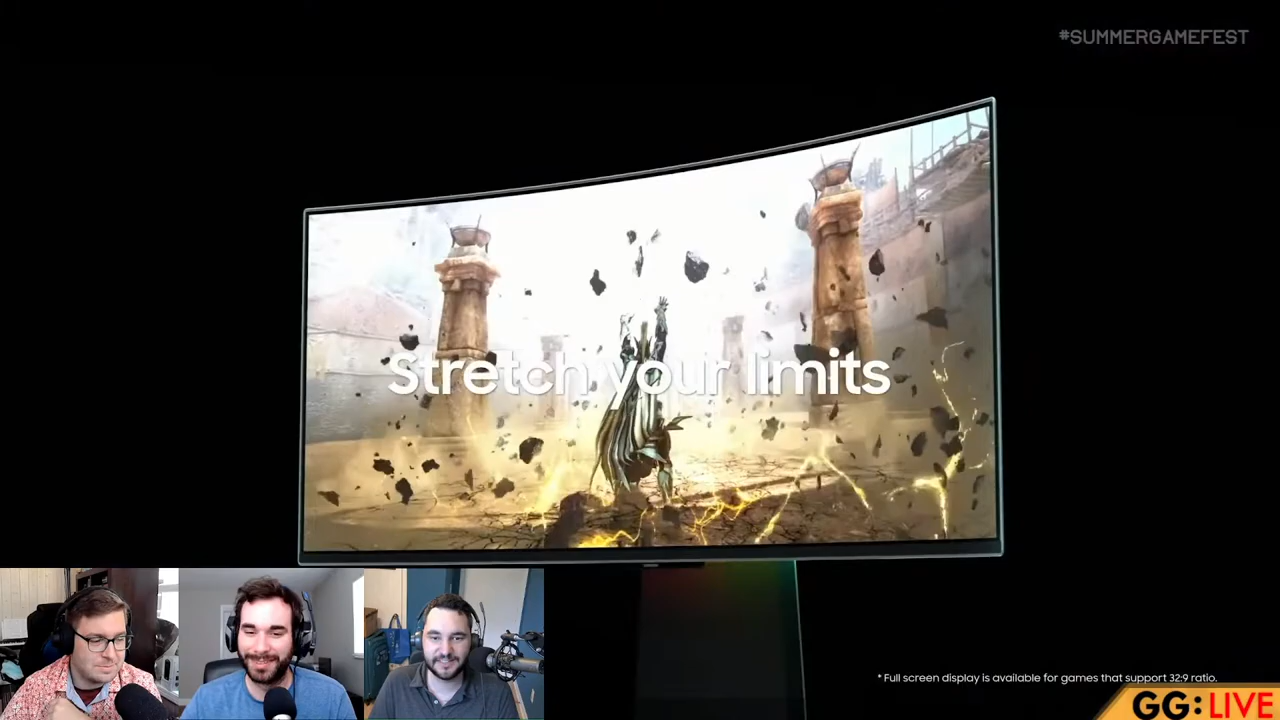 #SUMMERGAMEFEST
Stretch your limits
* Full screen display is available for games that support 32:9 ratio.
GG:LIVE